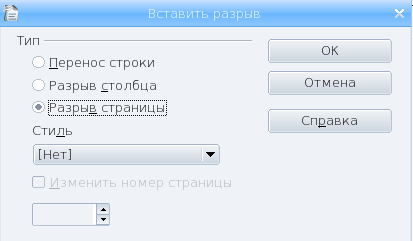 Вставить разрыв
Тип
Перенос строки
Разрыв столбца
Разрыв страницы
Стиль
[Нет]
Изменить номер страницы
OK
Отмена
Справка